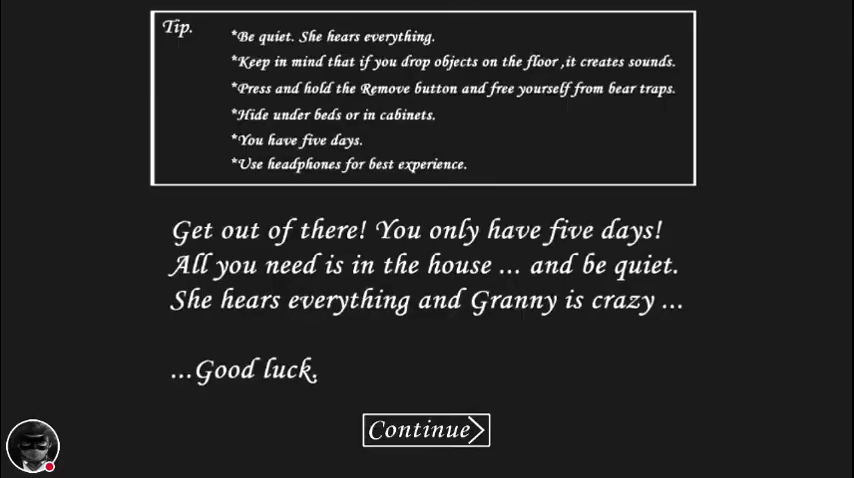 Tip.
*Be quiet. She hears everything.
*Keep in mind that if you drop objects on the floor ,it creates sounds.
*Press and hold the Remove button and free yourself from bear traps.
*Hide under beds or in cabinets.
*You have five days.
*Use headphones for best experience.
Get out of there! You only have five days!
All you need is in the house ... and be quiet.
She hears everything and Granny is crazy ...
...Good luck.
Continue